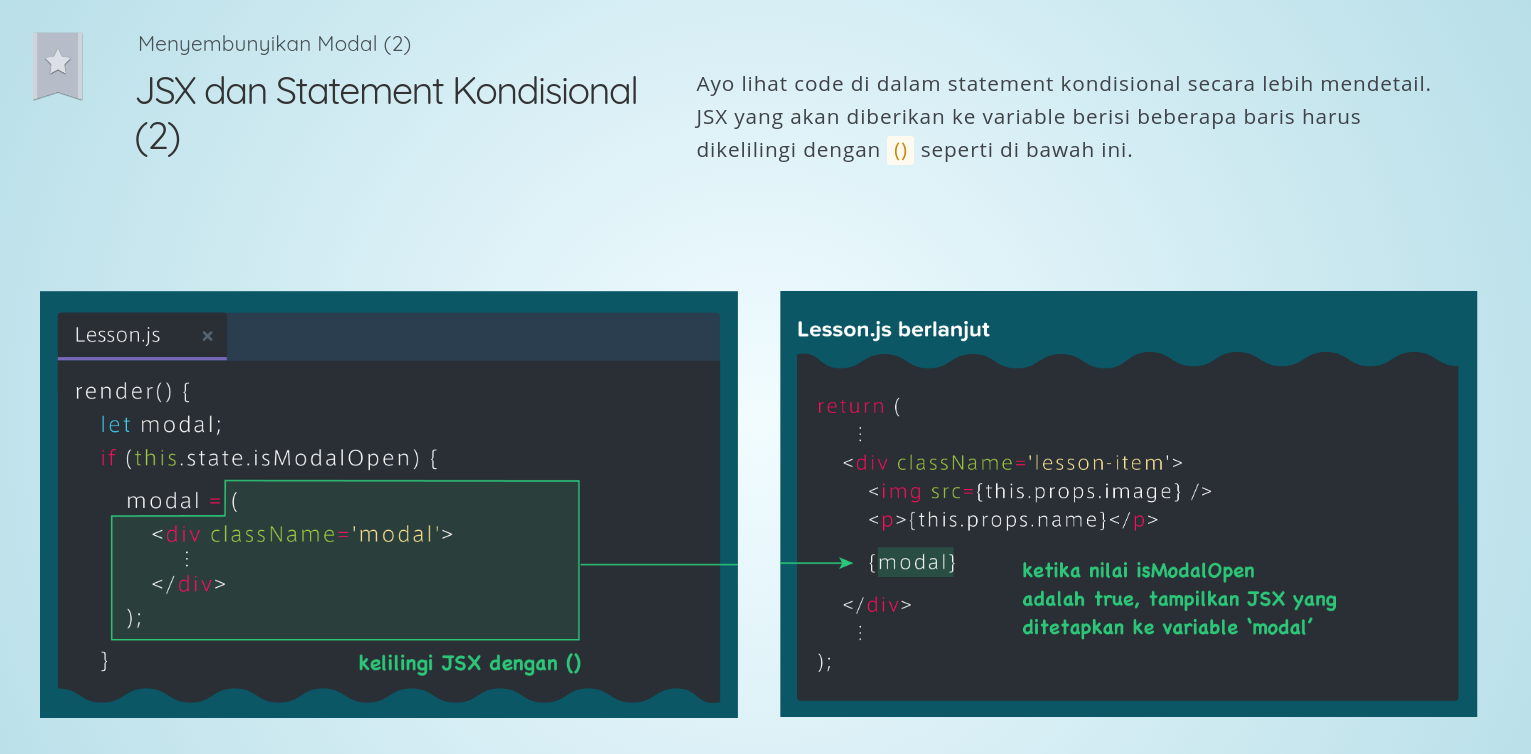 Menyembunyikan Modal (2)
JSX dan Statement Kondisional
(2)
Ayo lihat code di dalam statement kondisional secara lebih mendetail.
JSX yang akan diberikan ke variable berisi beberapa baris harus
dikelilingi dengan () seperti di bawah ini.
Lesson.js ×
render() {
let modal;
if (this.state.isModalOpen) {
modal = (
<div className='modal'>
⋮
</div>
);
}
kelilingi JSX dengan ()
Lesson.js berlanjut
return (
⋮
<div className='lesson-item'>
<img src={this.props.image} />
<p>{this.props.name}</p>
{modal}
</div>
⋮
);
ketika nilai isModalOpen
adalah true, tampilkan JSX yang
ditetapkan ke variable ‘modal’